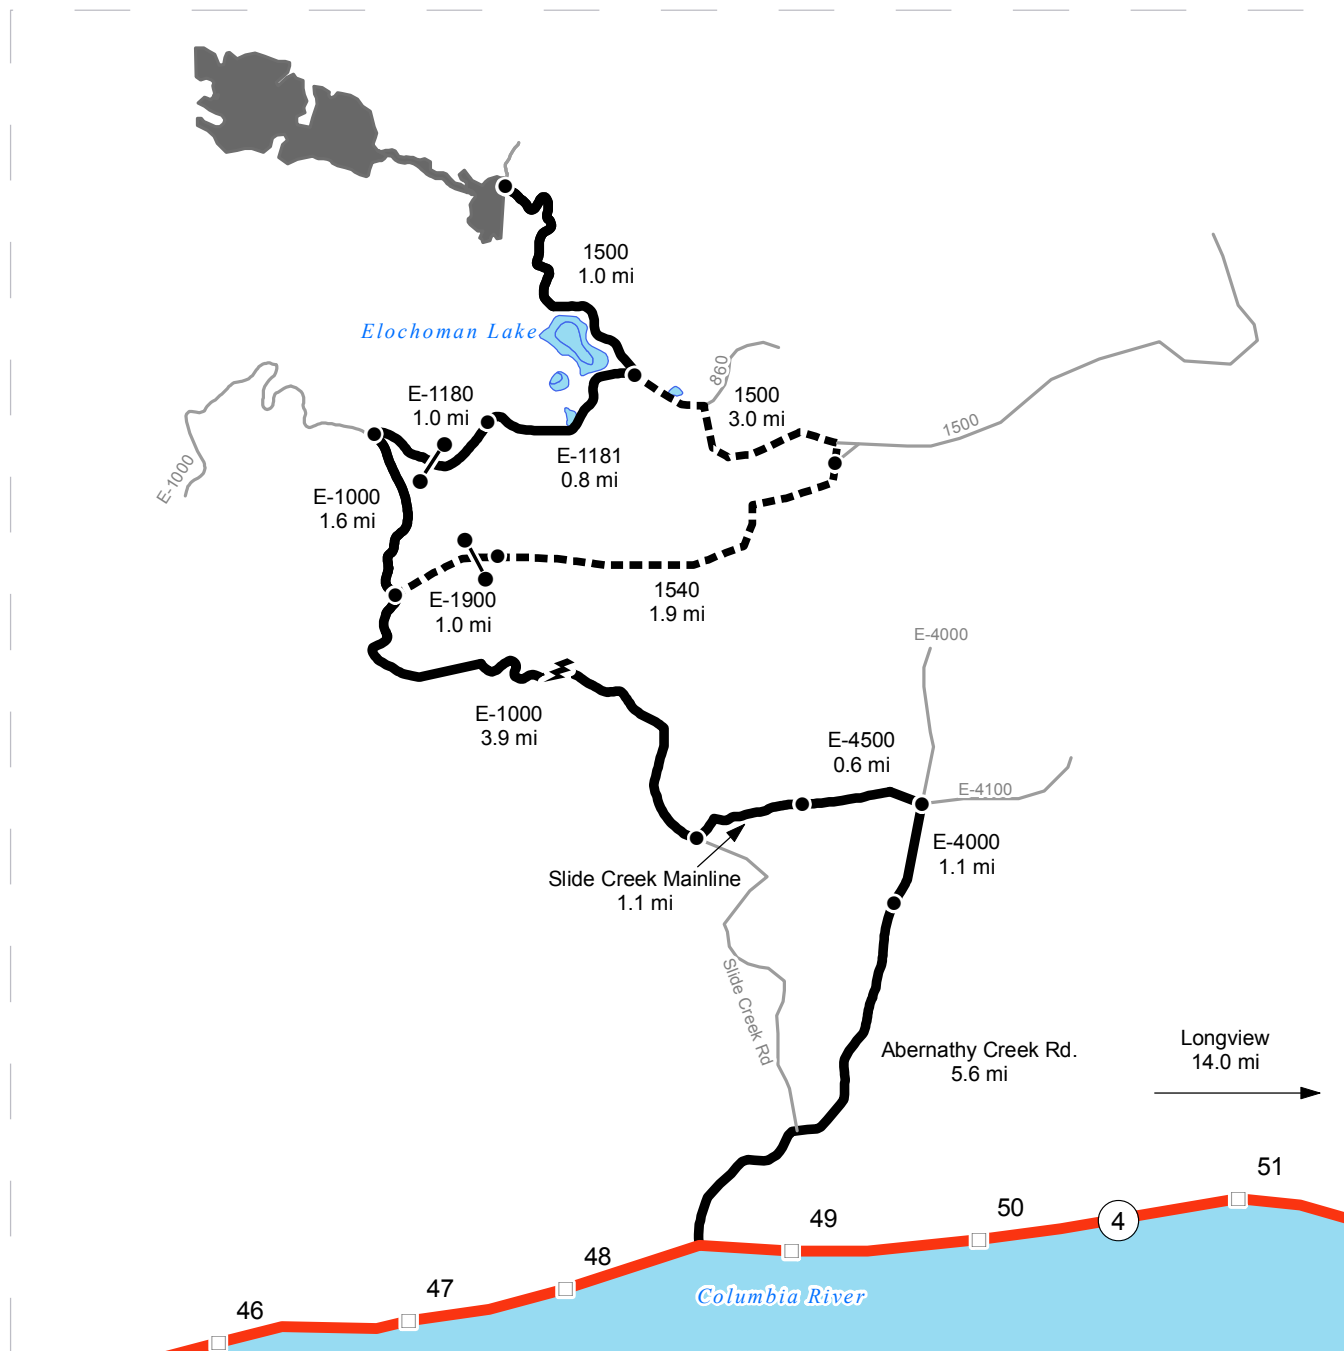 1500
1.0 mi
Elochoman Lake
860
E-1180
1.0 mi
1500
3.0 mi
1500
E-1181
0.8 mi
E-1000
E-1000
1.6 mi
E-1900
1.0 mi
1540
1.9 mi
E-4000
E-1000
3.9 mi
E-4500
0.6 mi
E-4100
E-4000
1.1 mi
Slide Creek Mainline
1.1 mi
Slide Creek Rd
Abernathy Creek Rd.
5.6 mi
Longview
14.0 mi
51
50
4
49
48
47
46
Columbia River